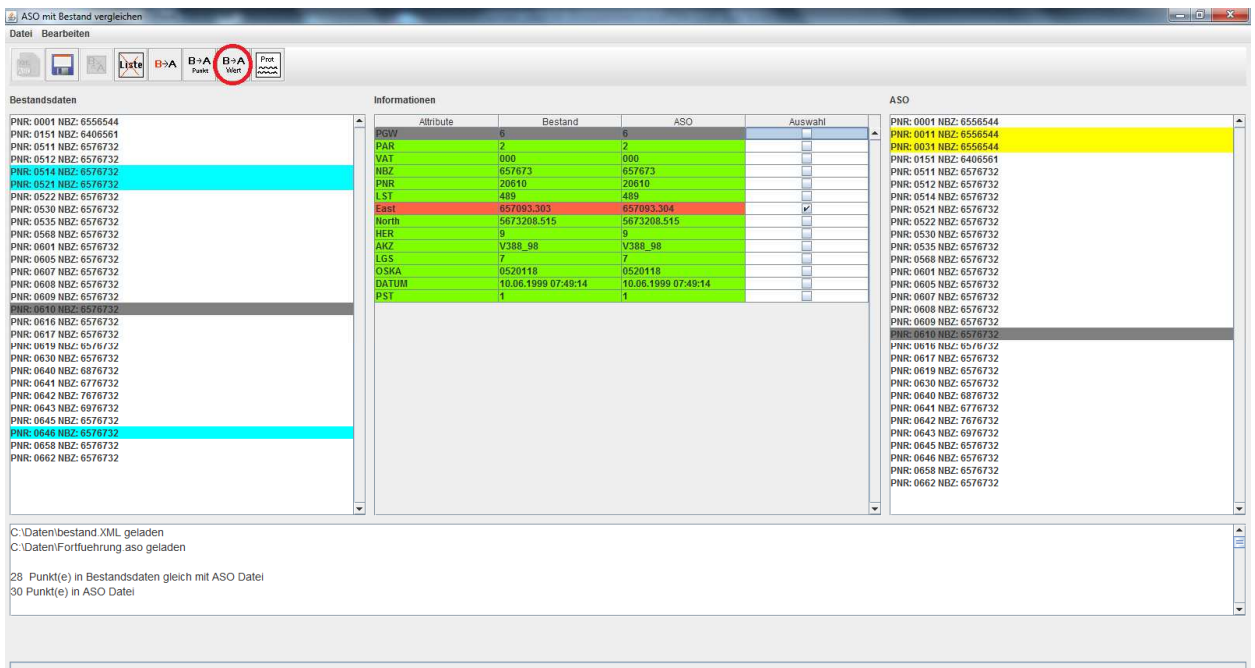 ASO mit Bestand vergleichen
Datei Bearbeiten
Liste B→A B→A Punkt B→A Wert Prot
Bestandsdaten
PNR: 0001 NBZ: 6556544
PNR: 0151 NBZ: 6406561
PNR: 0511 NBZ: 6576732
PNR: 0512 NBZ: 6576732
PNR: 0514 NBZ: 6576732
PNR: 0521 NBZ: 6576732
PNR: 0522 NBZ: 6576732
PNR: 0530 NBZ: 6576732
PNR: 0535 NBZ: 6576732
PNR: 0568 NBZ: 6576732
PNR: 0601 NBZ: 6576732
PNR: 0605 NBZ: 6576732
PNR: 0607 NBZ: 6576732
PNR: 0608 NBZ: 6576732
PNR: 0609 NBZ: 6576732
PNR: 0610 NBZ: 6576732
PNR: 0616 NBZ: 6576732
PNR: 0617 NBZ: 6576732
PNR: 0619 NBZ: 6576732
PNR: 0630 NBZ: 6576732
PNR: 0640 NBZ: 6876732
PNR: 0641 NBZ: 6776732
PNR: 0642 NBZ: 7676732
PNR: 0643 NBZ: 6976732
PNR: 0645 NBZ: 6576732
PNR: 0646 NBZ: 6576732
PNR: 0658 NBZ: 6576732
PNR: 0662 NBZ: 6576732
Informationen
Attribute Bestand ASO Auswahl
PGW 6 6
PAR 2 2
VAT 000 000
NBZ 657673 657673
PNR 20610 20610
LST 489 489
East 657093.303 657093.304
North 5673208.515 5673208.515
HER 9 9
AKZ V388_98 V388_98
LGS 7 7
OSKA 0520118 0520118
DATUM 10.06.1999 07:49:14 10.06.1999 07:49:14
PST 1 1
ASO
PNR: 0001 NBZ: 6556544
PNR: 0011 NBZ: 6556544
PNR: 0031 NBZ: 6556544
PNR: 0151 NBZ: 6406561
PNR: 0511 NBZ: 6576732
PNR: 0512 NBZ: 6576732
PNR: 0514 NBZ: 6576732
PNR: 0521 NBZ: 6576732
PNR: 0522 NBZ: 6576732
PNR: 0530 NBZ: 6576732
PNR: 0535 NBZ: 6576732
PNR: 0568 NBZ: 6576732
PNR: 0601 NBZ: 6576732
PNR: 0605 NBZ: 6576732
PNR: 0607 NBZ: 6576732
PNR: 0608 NBZ: 6576732
PNR: 0609 NBZ: 6576732
PNR: 0610 NBZ: 6576732
PNR: 0616 NBZ: 6576732
PNR: 0617 NBZ: 6576732
PNR: 0619 NBZ: 6576732
PNR: 0630 NBZ: 6576732
PNR: 0640 NBZ: 6876732
PNR: 0641 NBZ: 6776732
PNR: 0642 NBZ: 7676732
PNR: 0643 NBZ: 6976732
PNR: 0645 NBZ: 6576732
PNR: 0646 NBZ: 6576732
PNR: 0658 NBZ: 6576732
PNR: 0662 NBZ: 6576732
C:\Daten\bestand.XML geladen
C:\Daten\Fortfuehrung.aso geladen
28 Punkt(e) in Bestandsdaten gleich mit ASO Datei
30 Punkt(e) in ASO Datei